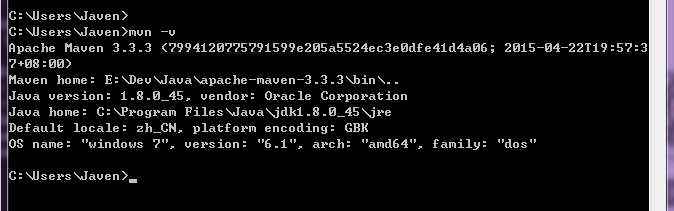 C:\Users\Javen>
C:\Users\Javen>mvn -v
Apache Maven 3.3.3 (7994120775791599e205a5524ec3e0dfe41d4a06; 2015-04-22T19:57:3
7+08:00)
Maven home: E:\Dev\Java\apache-maven-3.3.3\bin\..
Java version: 1.8.0_45, vendor: Oracle Corporation
Java home: C:\Program Files\Java\jdk1.8.0_45\jre
Default locale: zh_CN, platform encoding: GBK
OS name: "windows 7", version: "6.1", arch: "amd64", family: "dos"
C:\Users\Javen>_